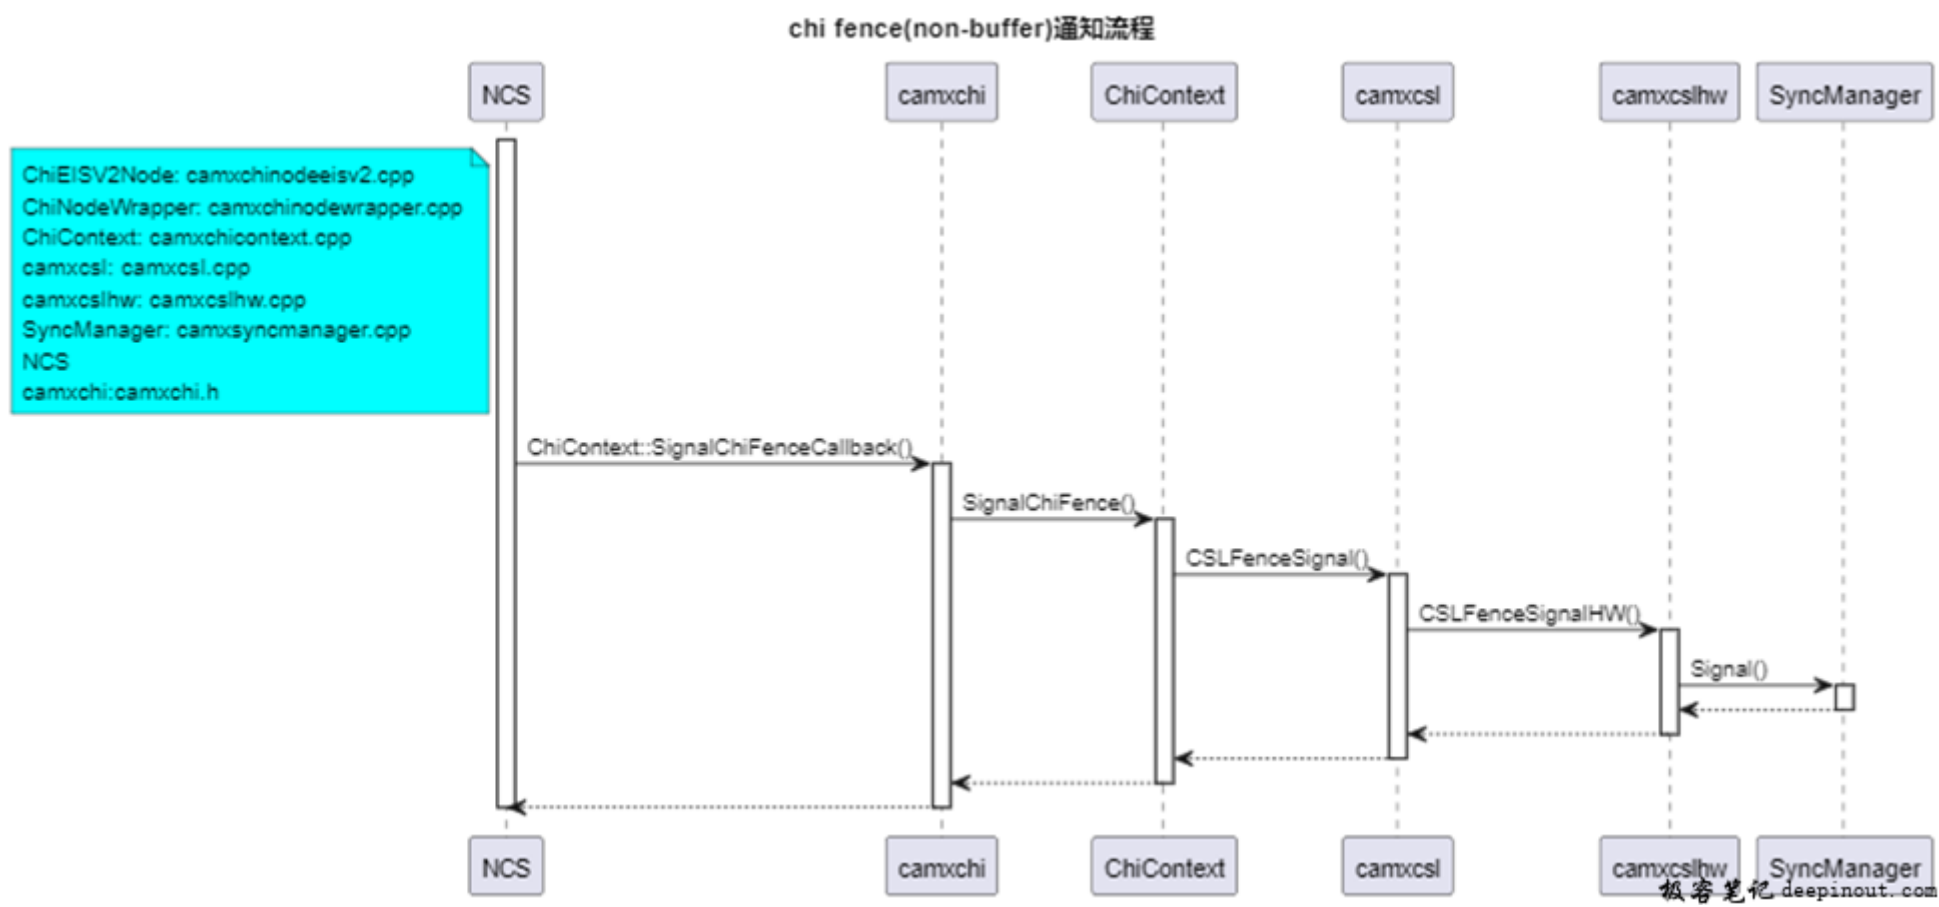 chi fence(non-buffer)通知流程
NCS
camxchi
ChiContext
camxcsl
camxcslhw
SyncManager
ChiEISV2Node: camxchinodeeisv2.cpp
ChiNodeWrapper: camxchinodewrapper.cpp
ChiContext: camxchicontext.cpp
camxcsl: camxcsl.cpp
camxcslhw: camxcslhw.cpp
SyncManager: camxsyncmanager.cpp
NCS
camxchi:camxchi.h
ChiContext::SignalChiFenceCallback()
SignalChiFence()
CSLFenceSignal()
CSLFenceSignalHW()
Signal()
NCS
camxchi
ChiContext
camxcsl
camxcslhw
SyncManager
极客笔记 deepinout.com